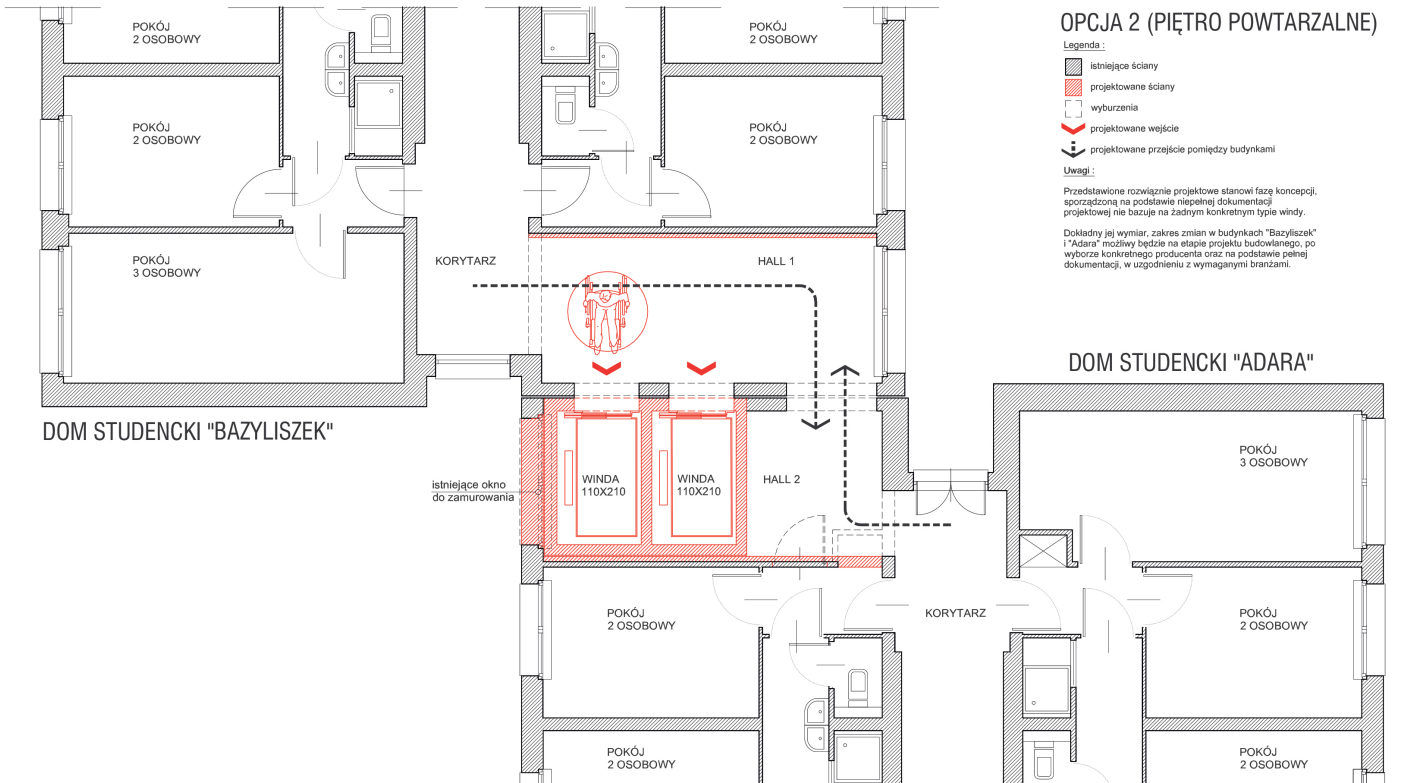 OPCJA 2 (PIĘTRO POWTARZALNE)
Legenda :
istniejące ściany
projektowane ściany
wyburzenia
projektowane wejście
projektowane przejście pomiędzy budynkami
Uwagi :
Przedstawione rozwiąznie projektowe stanowi fazę koncepcji,
sporządzoną na podstawie niepełnej dokumentacji
projektowej nie bazuje na żadnym konkretnym typie windy.
Dokładny jej wymiar, zakres zmian w budynkach "Bazyliszek"
i "Adara" możliwy będzie na etapie projektu budowlanego, po
wyborze konkretnego producenta oraz na podstawie pełnej
dokumentacji, w uzgodnieniu z wymaganymi branżami.
POKÓJ
2 OSOBOWY
POKÓJ
2 OSOBOWY
POKÓJ
2 OSOBOWY
POKÓJ
2 OSOBOWY
POKÓJ
3 OSOBOWY
KORYTARZ
HALL 1
DOM STUDENCKI "BAZYLISZEK"
DOM STUDENCKI "ADARA"
istniejące okno
do zamurowania
WINDA
110X210
WINDA
110X210
HALL 2
POKÓJ
3 OSOBOWY
POKÓJ
2 OSOBOWY
KORYTARZ
POKÓJ
2 OSOBOWY
POKÓJ
2 OSOBOWY
POKÓJ
2 OSOBOWY